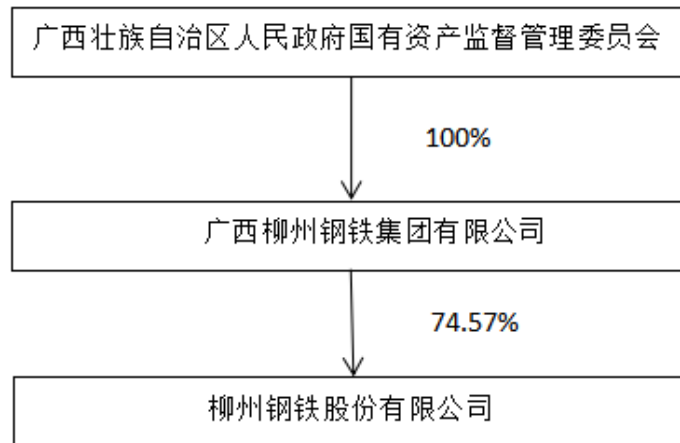 广西壮族自治区人民政府国有资产监督管理委员会
100%
广西柳州钢铁集团有限公司
74.57%
柳州钢铁股份有限公司